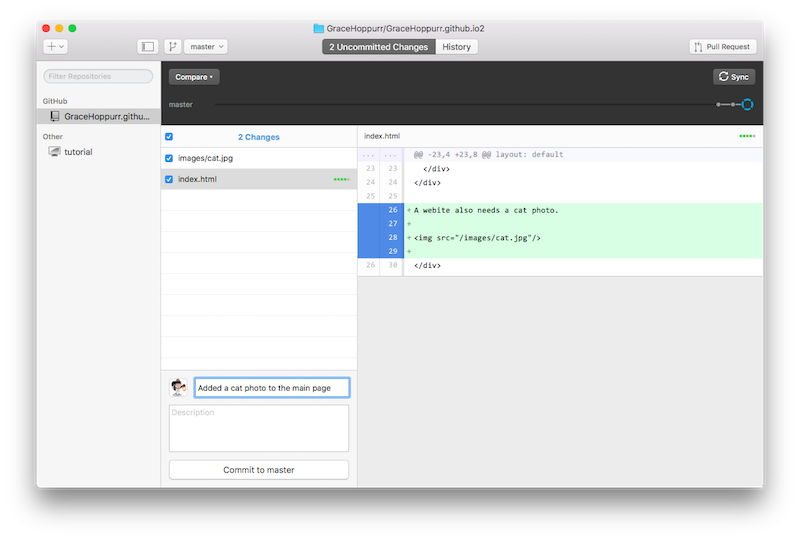 GraceHoppurr/GraceHoppurr.github.io2
master
2 Uncommitted Changes
History
Pull Request
Filter Repositories
GitHub
GraceHoppurr.githu...
Other
tutorial
Compare
Sync
master
2 Changes
images/cat.jpg
index.html
Added a cat photo to the main page
Description
Commit to master
index.html
... ... @@ -23,4 +23,8 @@ layout: default
23 23 </div>
24 24 </div>
25 25
26 + A webite also needs a cat photo.
27 +
28 + <img src="/images/cat.jpg"/>
29 +
26 30 </div>